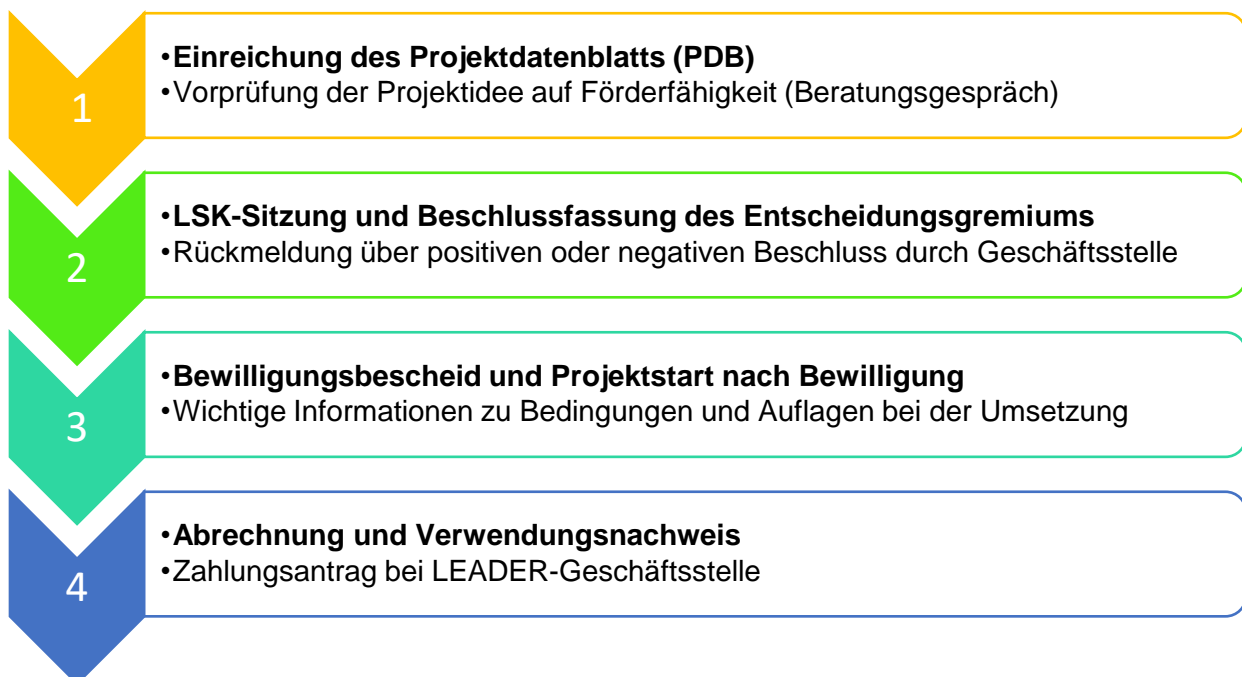 1
•Einreichung des Projektdatenblatts (PDB)
•Vorprüfung der Projektidee auf Förderfähigkeit (Beratungsgespräch)
2
•LSK-Sitzung und Beschlussfassung des Entscheidungsgremiums
•Rückmeldung über positiven oder negativen Beschluss durch Geschäftsstelle
3
•Bewilligungsbescheid und Projektstart nach Bewilligung
•Wichtige Informationen zu Bedingungen und Auflagen bei der Umsetzung
4
•Abrechnung und Verwendungsnachweis
•Zahlungsantrag bei LEADER-Geschäftsstelle